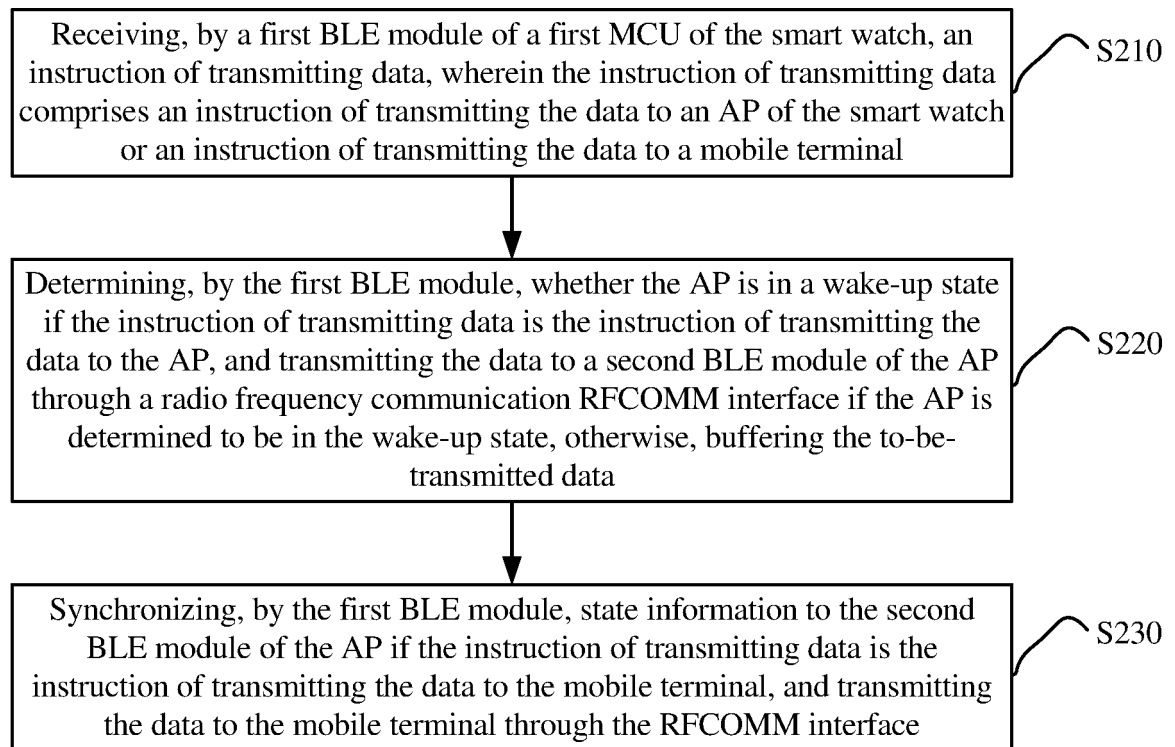 Receiving, by a first BLE module of a first MCU of the smart watch, an
instruction of transmitting data, wherein the instruction of transmitting data
comprises an instruction of transmitting the data to an AP of the smart watch
or an instruction of transmitting the data to a mobile terminal
S210
Determining, by the first BLE module, whether the AP is in a wake-up state
if the instruction of transmitting data is the instruction of transmitting the
data to the AP, and transmitting the data to a second BLE module of the AP
through a radio frequency communication RFCOMM interface if the AP is
determined to be in the wake-up state, otherwise, buffering the to-be-
transmitted data
S220
Synchronizing, by the first BLE module, state information to the second
BLE module of the AP if the instruction of transmitting data is the
instruction of transmitting the data to the mobile terminal, and transmitting
the data to the mobile terminal through the RFCOMM interface
S230